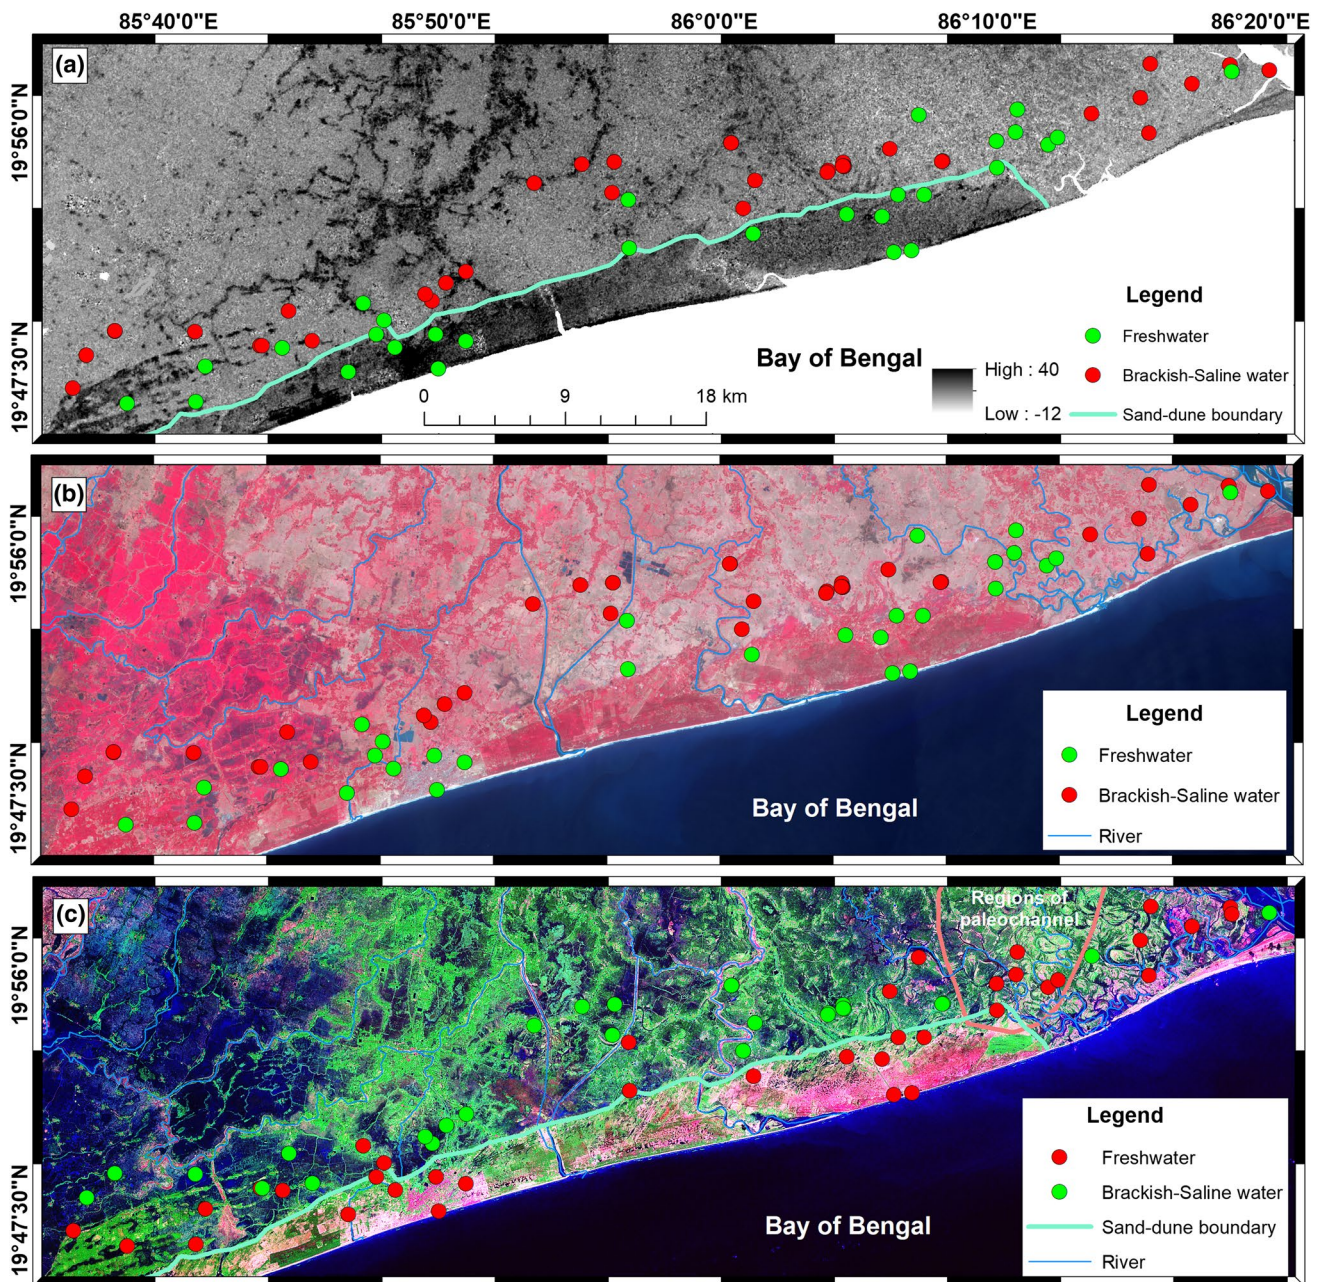 85°40'0"E 85°50'0"E 86°0'0"E 86°10'0"E 86°20'0"E
(a)
19°56'0"N
19°47'30"N
Legend
Freshwater
Brackish-Saline water
Sand-dune boundary
Bay of Bengal
High : 40
Low : -12
0 9 18 km
(b)
19°56'0"N
19°47'30"N
Legend
Freshwater
Brackish-Saline water
River
Bay of Bengal
(c)
Regions of
paleochannel
19°56'0"N
19°47'30"N
Legend
Freshwater
Brackish-Saline water
Sand-dune boundary
River
Bay of Bengal